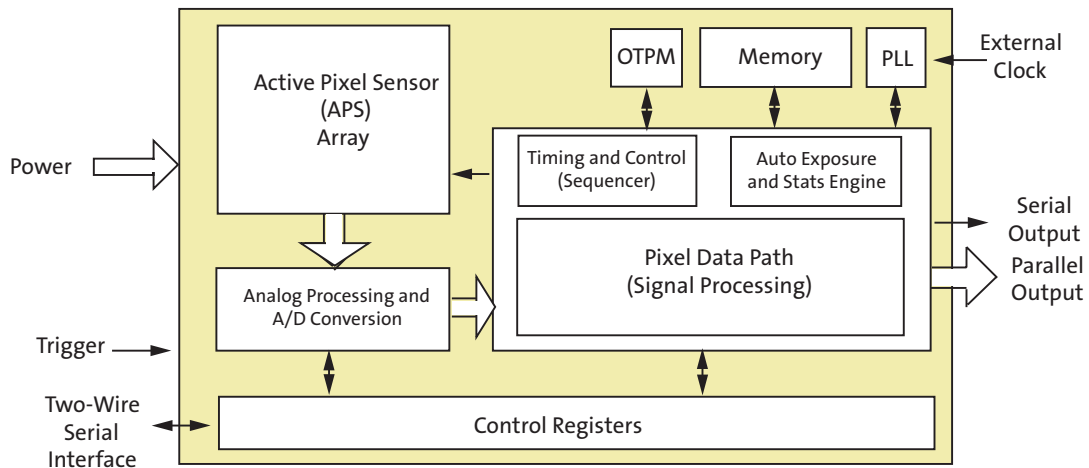 Active Pixel Sensor
(APS)
Array
OTPM
Memory
PLL
External
Clock
Power
Timing and Control
(Sequencer)
Auto Exposure
and Stats Engine
Pixel Data Path
(Signal Processing)
Serial
Output
Parallel
Output
Analog Processing and
A/D Conversion
Trigger
Two-Wire
Serial
Interface
Control Registers